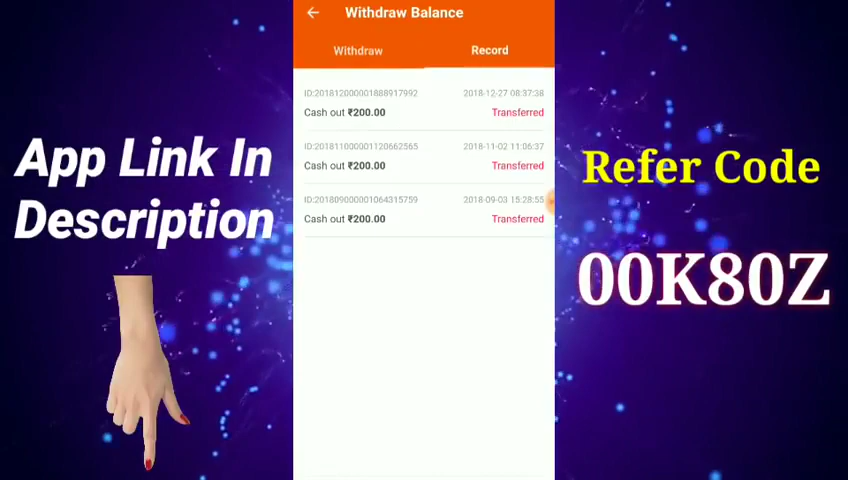 App Link In
Description
Withdraw Balance
Withdraw
Record
ID:201812000001888917992
2018-12-27 08:37:38
Cash out ₹200.00
Transferred
ID:201811000001120662565
2018-11-02 11:06:37
Cash out ₹200.00
Transferred
ID:201809000001064315759
2018-09-03 15:28:55
Cash out ₹200.00
Transferred
Refer Code
00K80Z